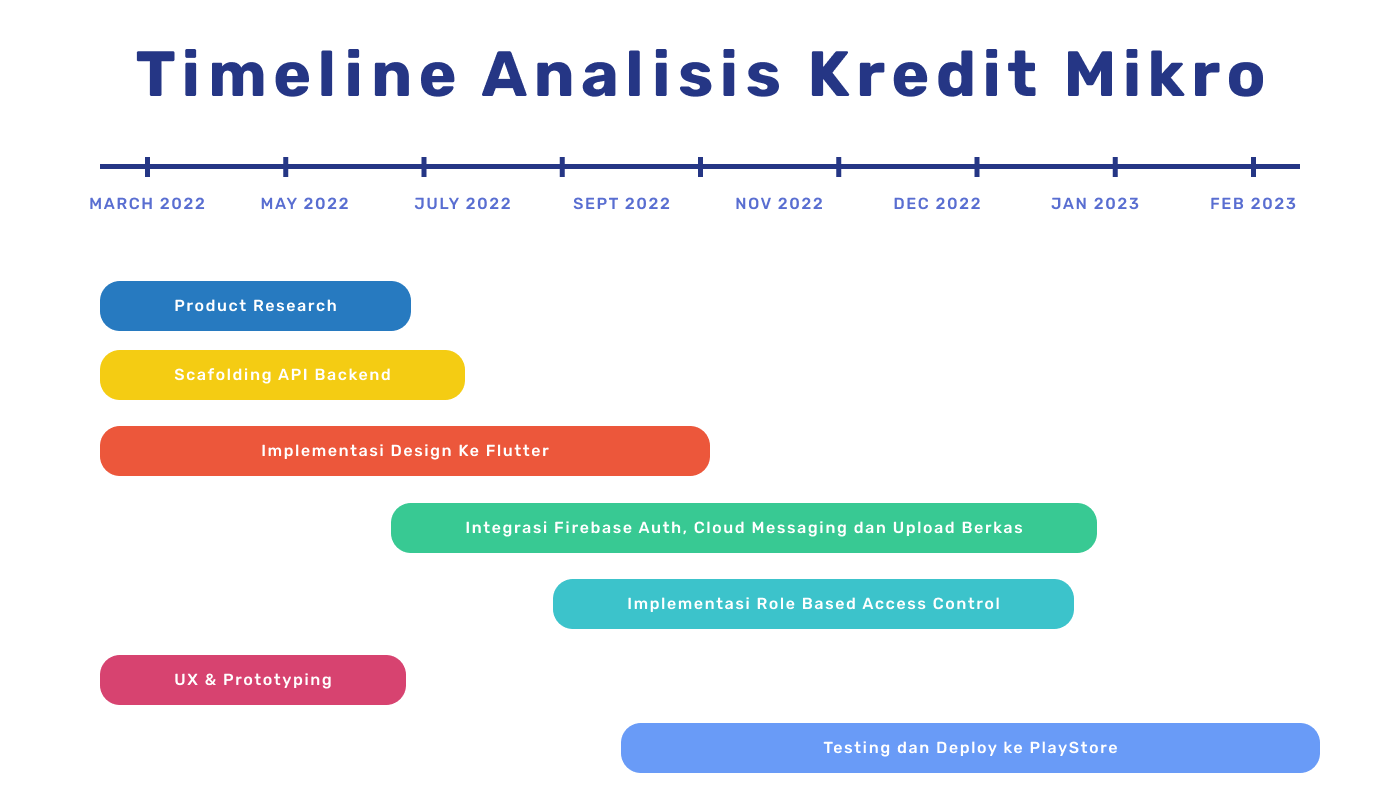 Timeline Analisis Kredit Mikro
MARCH 2022
MAY 2022
JULY 2022
SEPT 2022
NOV 2022
DEC 2022
JAN 2023
FEB 2023
Product Research
Scafolding API Backend
Implementasi Design Ke Flutter
Integrasi Firebase Auth, Cloud Messaging dan Upload Berkas
Implementasi Role Based Access Control
UX & Prototyping
Testing dan Deploy ke PlayStore